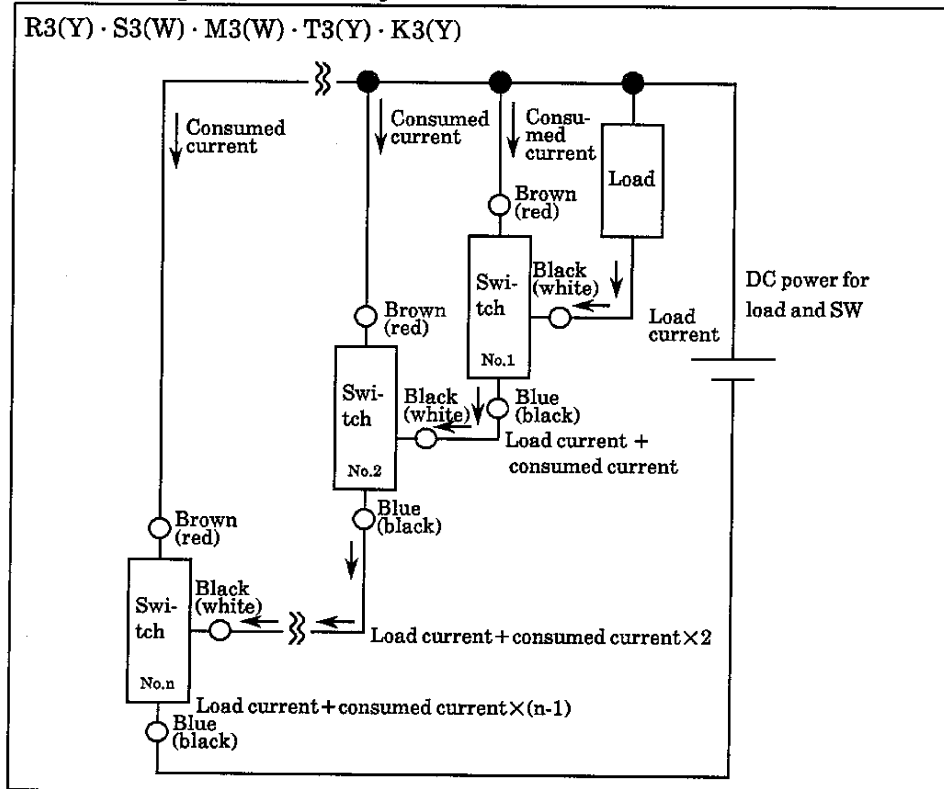 R3(Y)・S3(W)・M3(W)・T3(Y)・K3(Y)
Consumed
current
Consumed
current
Consu-
med
current
Load
Brown
(red)
Swi-
tch
No.1
Black
(white)
Load
current
DC power for
load and SW
Brown
(red)
Swi-
tch
No.2
Black
(white)
Blue
(black)
Load current +
consumed current
Blue
(black)
Brown
(red)
Swi-
tch
No.n
Black
(white)
Load current+consumed current×2
Load current+consumed current×(n-1)
Blue
(black)